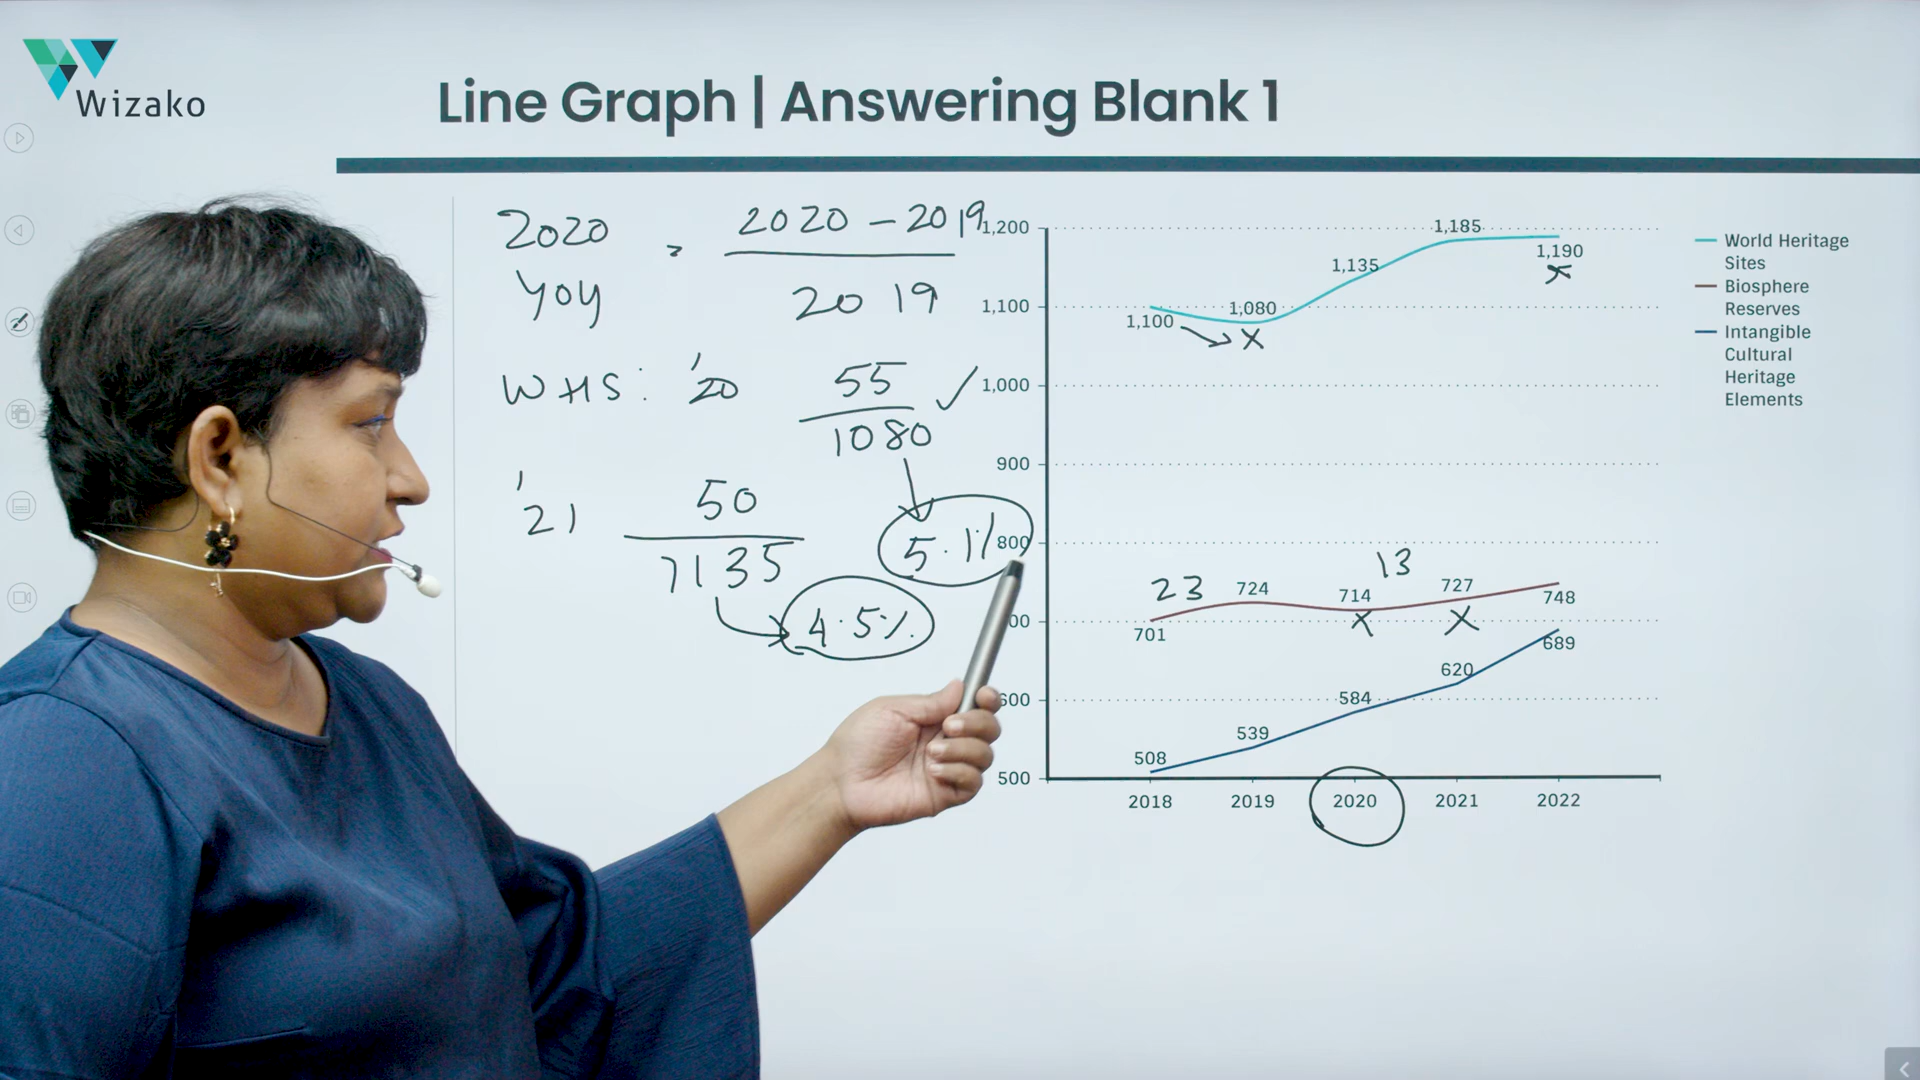 Wizako
Line Graph | Answering Blank 1
2020
YOY
2020 - 2019
2019
WHS: '20
55
1080
5.1%
'21
50
1135
4.5%
1,200
1,100
1,000
900
800
00
600
500
1,100
1,080
1,135
1,185
1,190
x
x
23
13
701
724
714
727
748
x
x
508
539
584
620
689
2018
2019
2020
2021
2022
World Heritage
Sites
Biosphere
Reserves
Intangible
Cultural
Heritage
Elements